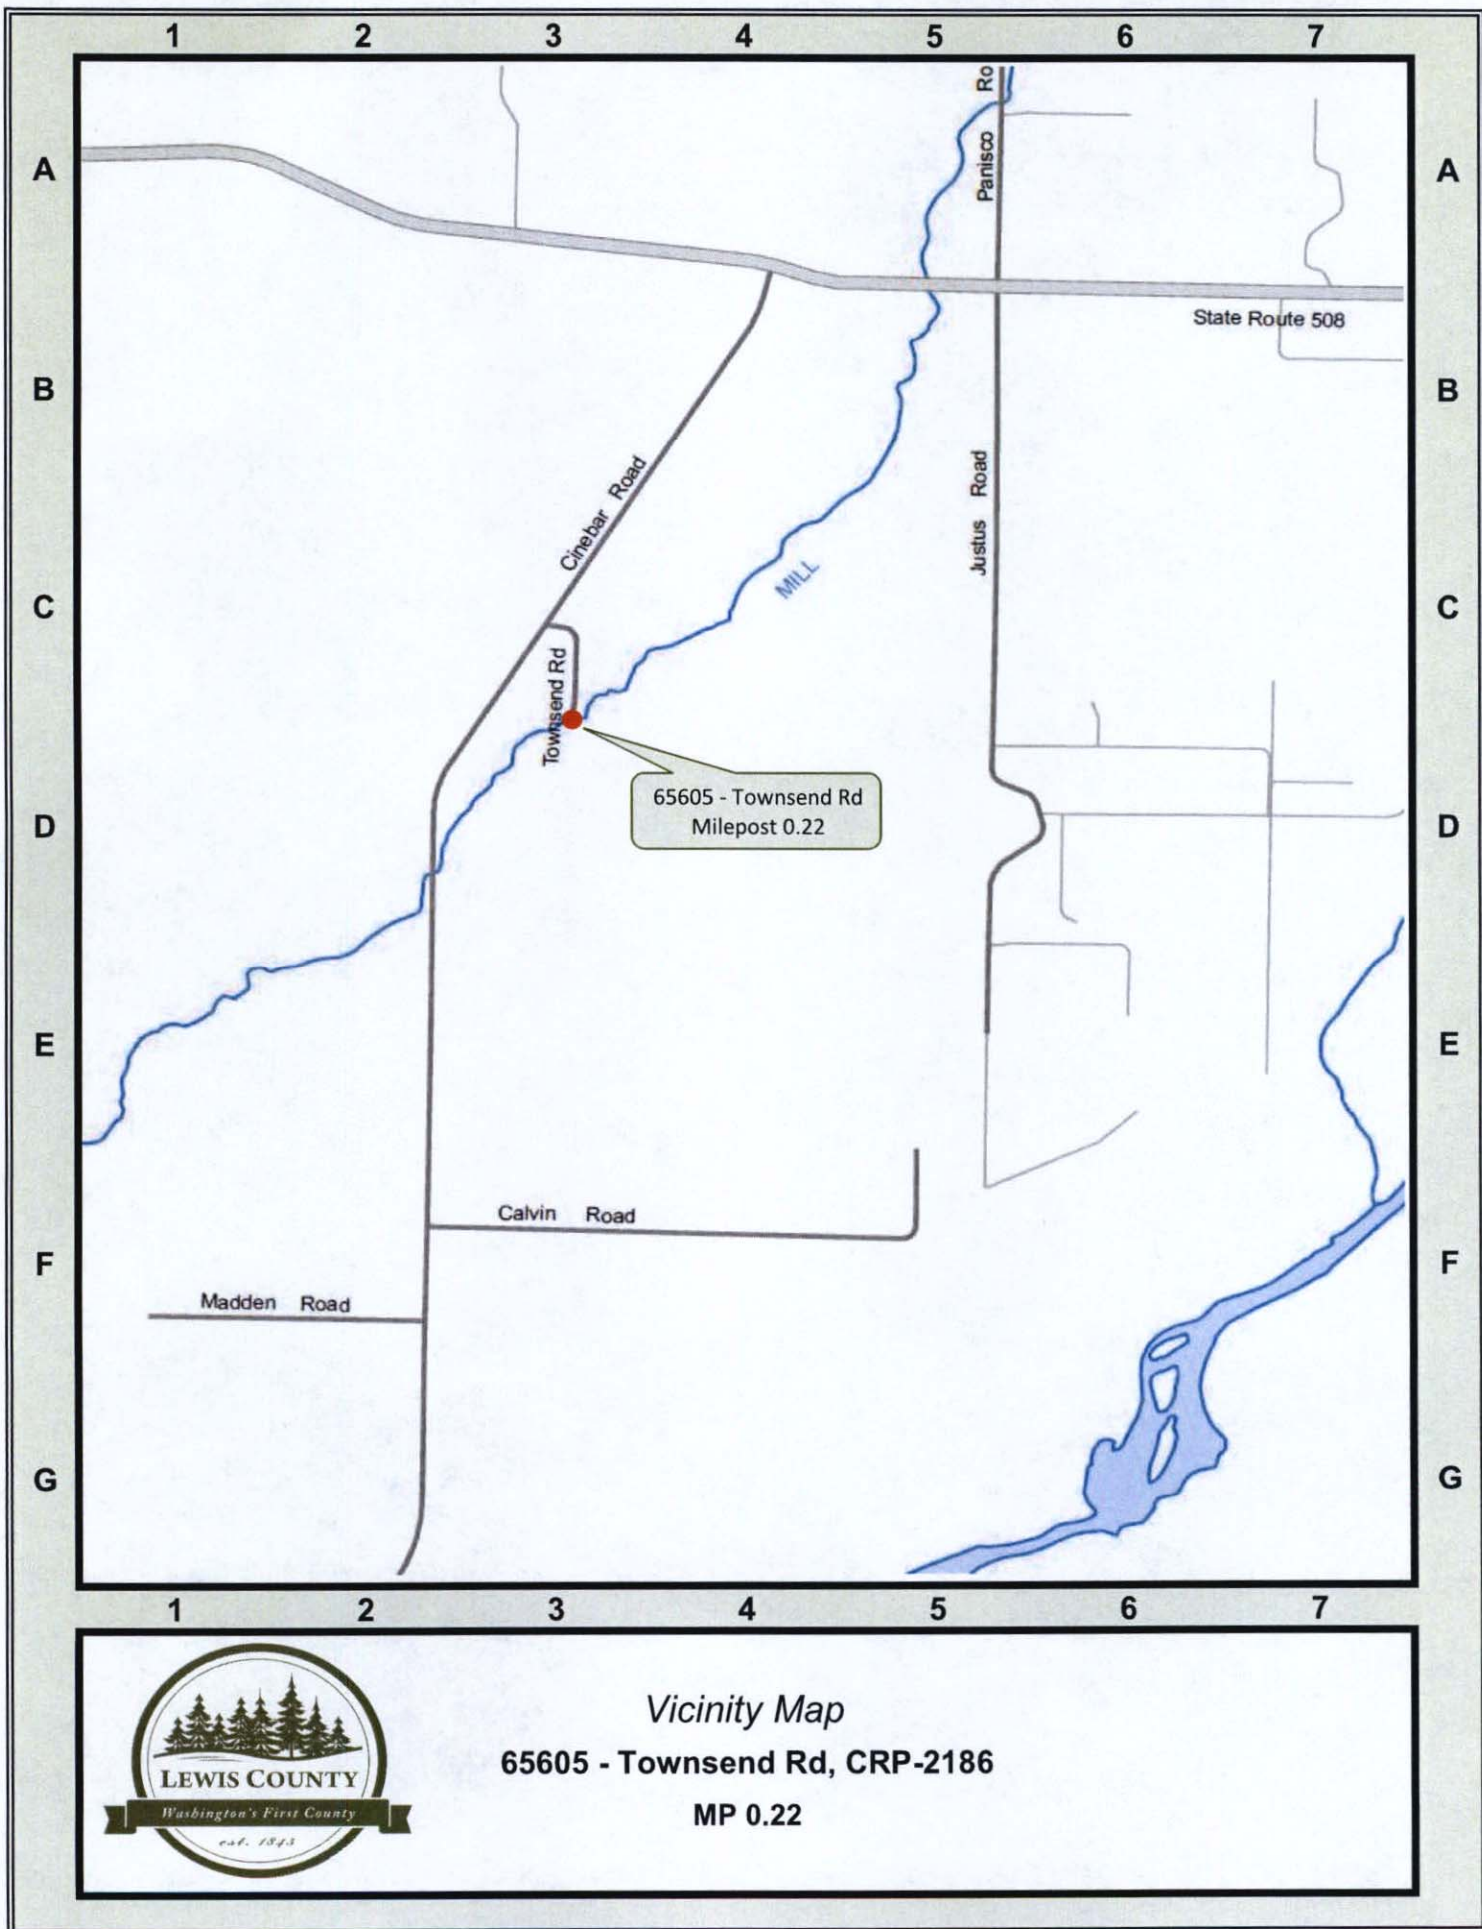 1 2 3 4 5 6 7
A A
Panisco Ro
State Route 508
B B
Cinebar Road
Justus Road
MILL
C C
Townsend Rd
65605 - Townsend Rd
Milepost 0.22
D D
E E
Calvin Road
F F
Madden Road
G G
1 2 3 4 5 6 7
LEWIS COUNTY
Washington's First County
est. 1845
Vicinity Map
65605 - Townsend Rd, CRP-2186
MP 0.22